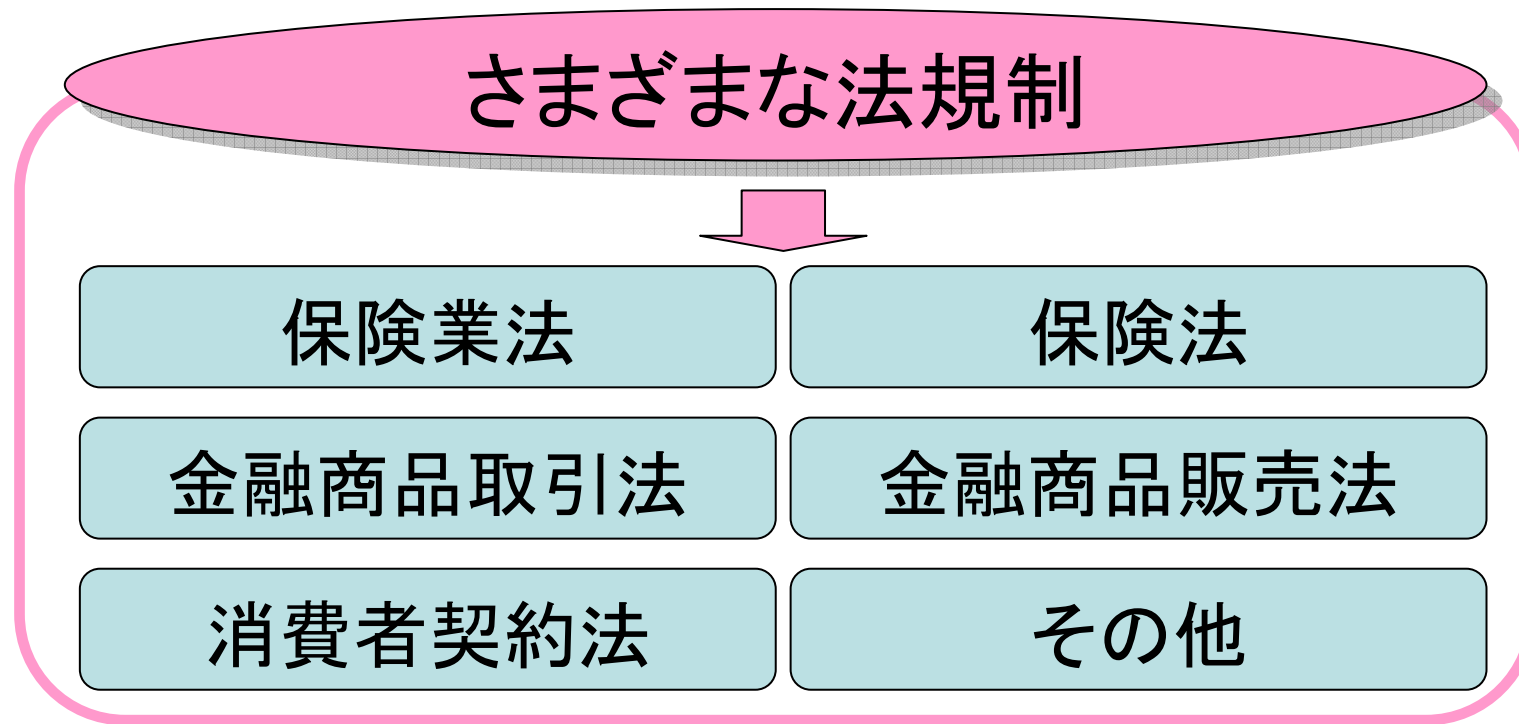 さまざまな法規制
保険業法
保険法
金融商品取引法
金融商品販売法
消費者契約法
その他